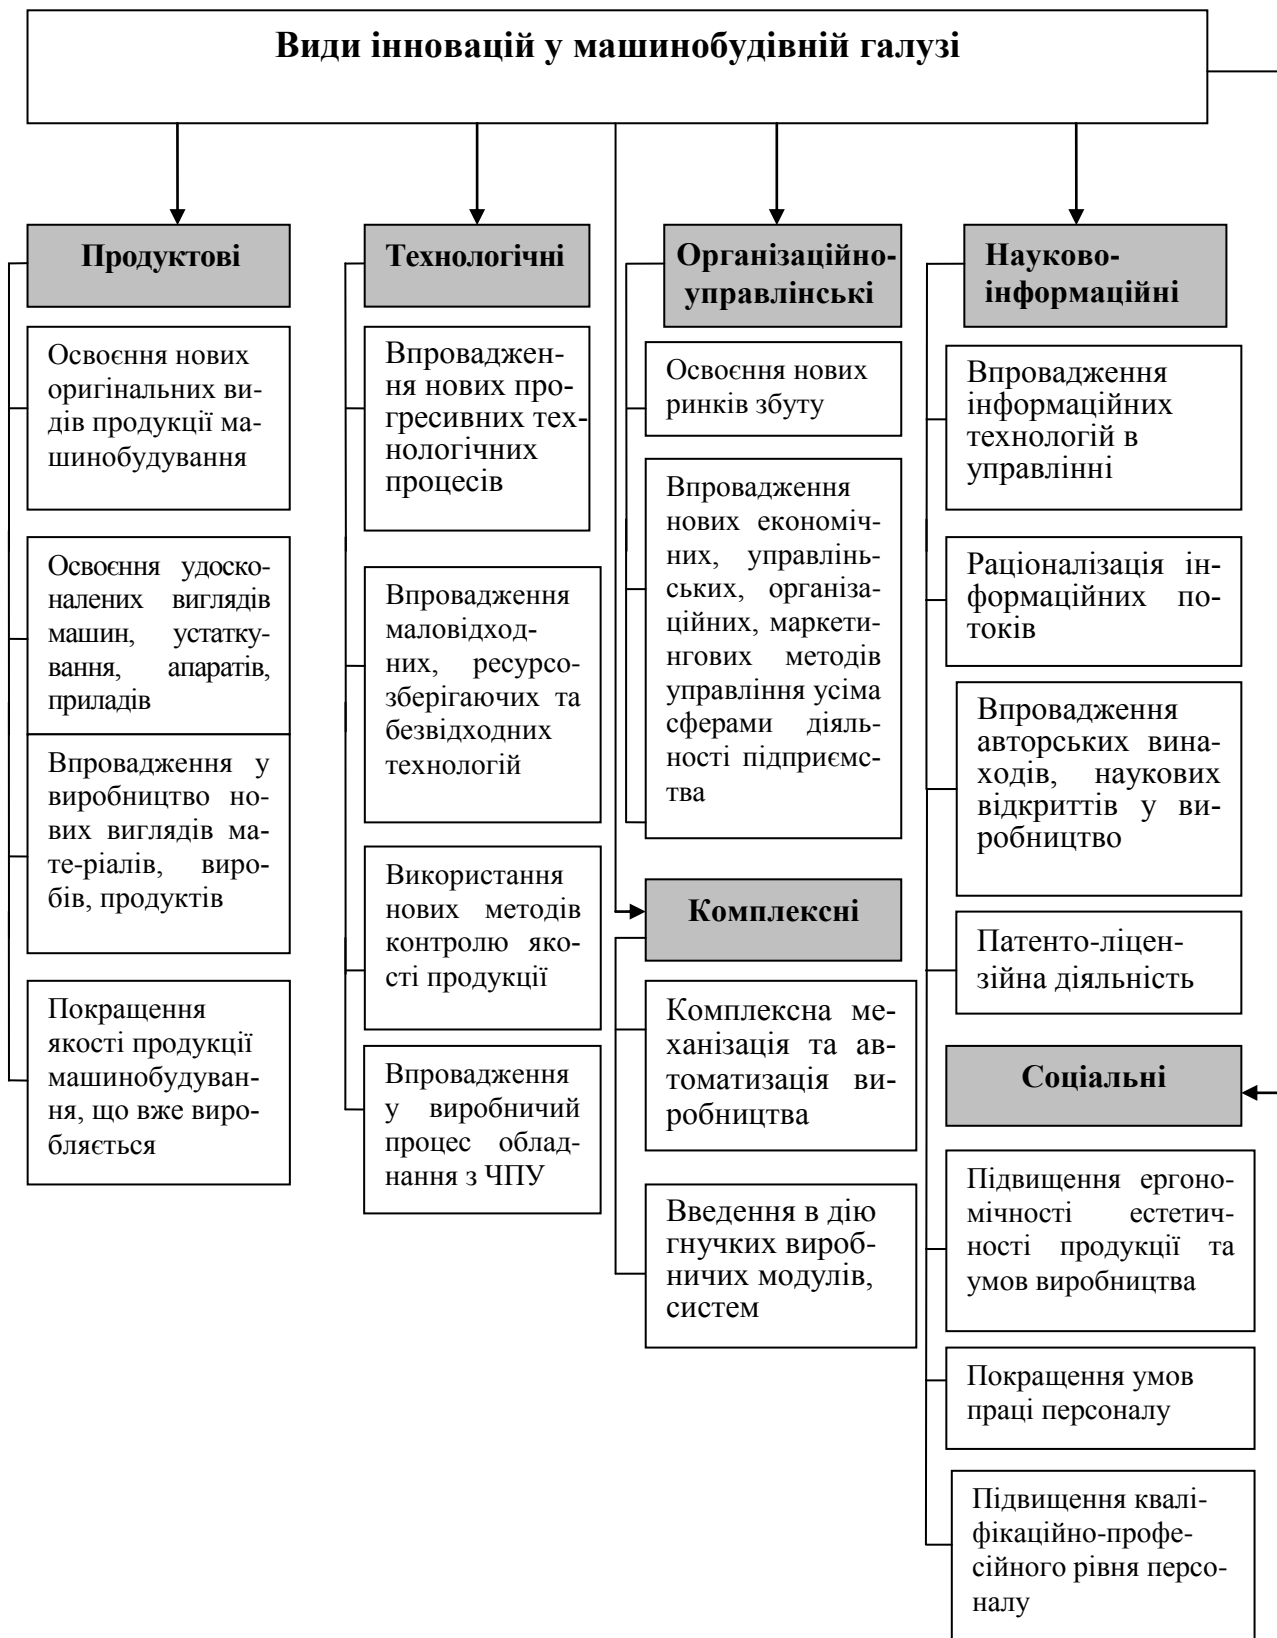 Види інновацій у машинобудівній галузі
Продуктові
Освоєння нових
оригінальних ви-
дів продукції ма-
шинобудування
Освоєння удоско-
налених виглядів
машин, устатку-
вання, апаратів,
приладів
Впровадження у
виробництво но-
вих виглядів ма-
те-ріалів, виро-
бів, продуктів
Покращення
якості продукції
машинобудуван-
ня, що вже виро-
бляється
Технологічні
Впроваджен-
ня нових про-
гресивних тех-
нологічних
процесів
Впровадження
маловідход-
них, ресурсо-
зберігаючих та
безвідходних
технологій
Використання
нових методів
контролю яко-
сті продукції
Впровадження
у виробничий
процес облад-
нання з ЧПУ
Організаційно-
управлінські
Освоєння нових
ринків збуту
Впровадження
нових економіч-
них, управлінь-
ських, організа-
ційних, маркети-
нгових методів
управління усіма
сферами діяль-
ності підприємс-
тва
Комплексні
Комплексна ме-
ханізація та ав-
томатизація ви-
робництва
Введення в дію
гнучких вироб-
ничих модулів,
систем
Науково-
інформаційні
Впровадження
інформаційних
технологій в
управлінні
Раціоналізація ін-
формаційних по-
токів
Впровадження
авторських вина-
ходів, наукових
відкриттів у ви-
робництво
Патенто-ліцен-
зійна діяльність
Соціальні
Підвищення ергоно-
мічності естетич-
ності продукції та
умов виробництва
Покращення умов
праці персоналу
Підвищення квалі-
фікаційно-профе-
сійного рівня персо-
налу